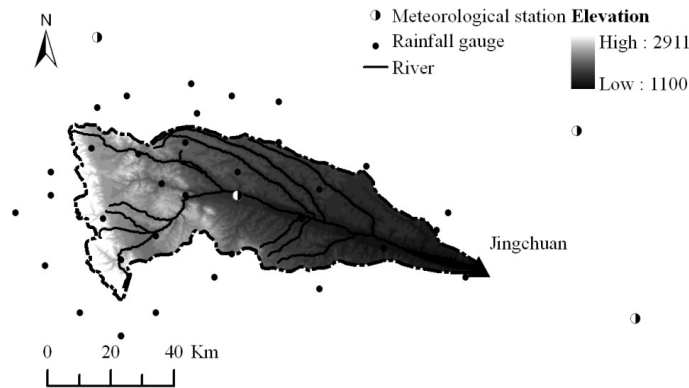 N
Meteorological station
Rainfall gauge
River
Elevation
High : 2911
Low : 1100
Jingchuan
0 20 40 Km